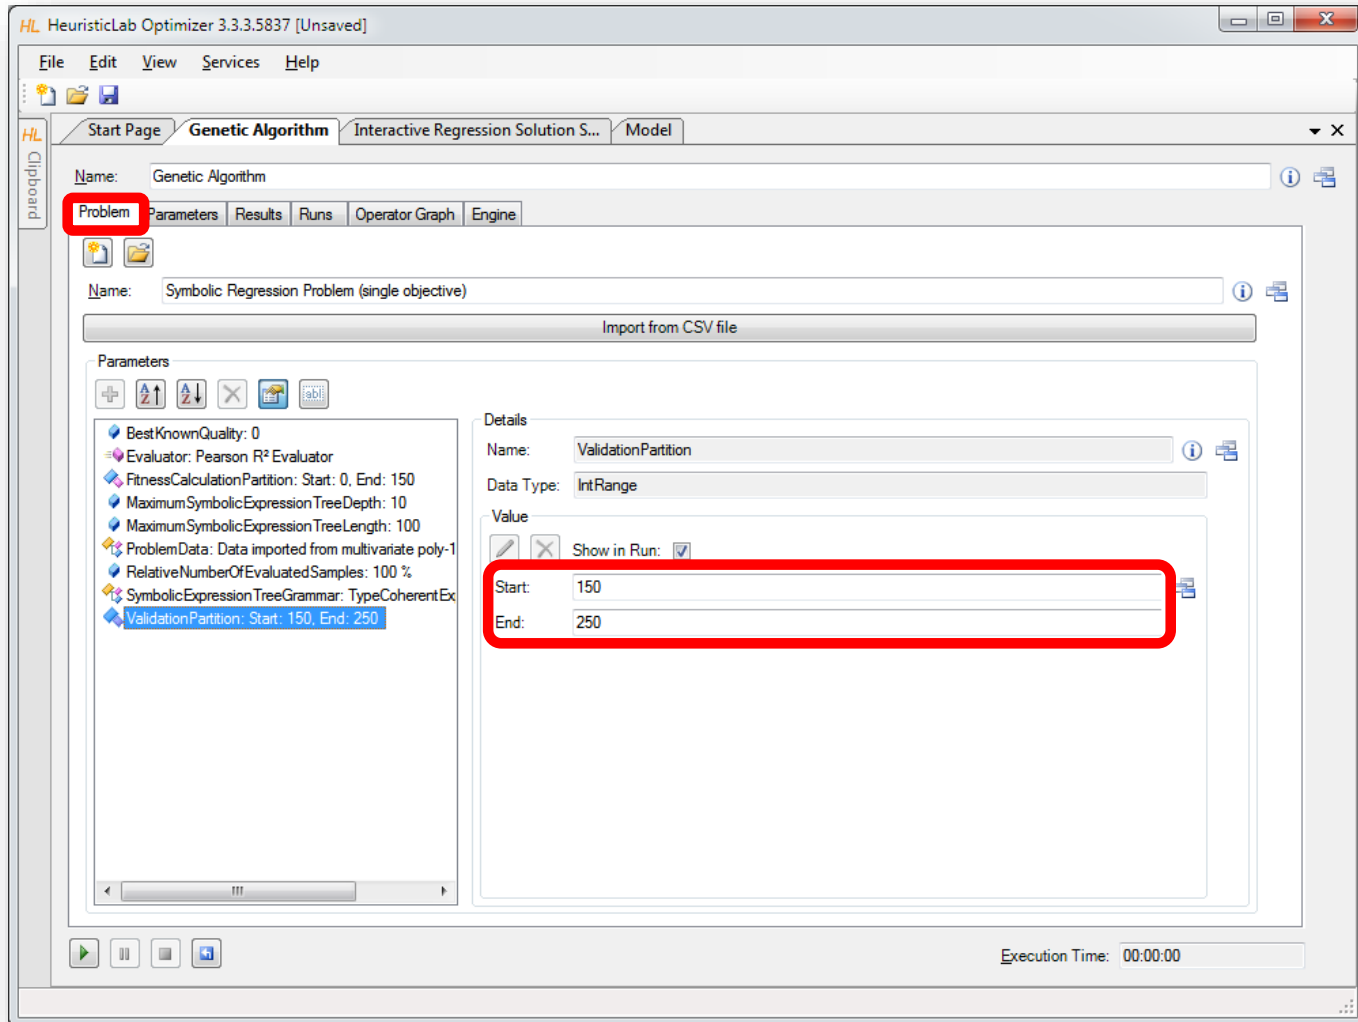 HL HeuristicLab Optimizer 3.3.3.5837 [Unsaved]
File Edit View Services Help
HL Clipboard
Start Page Genetic Algorithm Interactive Regression Solution S... Model
Name: Genetic Algorithm
Problem Parameters Results Runs Operator Graph Engine
Name: Symbolic Regression Problem (single objective)
Import from CSV file
Parameters
BestKnownQuality: 0
Evaluator: Pearson R² Evaluator
FitnessCalculationPartition: Start: 0, End: 150
MaximumSymbolicExpressionTreeDepth: 10
MaximumSymbolicExpressionTreeLength: 100
ProblemData: Data imported from multivariate poly-1
RelativeNumberOfEvaluatedSamples: 100 %
SymbolicExpressionTreeGrammar: TypeCoherentEx
ValidationPartition: Start: 150, End: 250
Details
Name: ValidationPartition
Data Type: IntRange
Value
Show in Run:
Start: 150
End: 250
Execution Time: 00:00:00